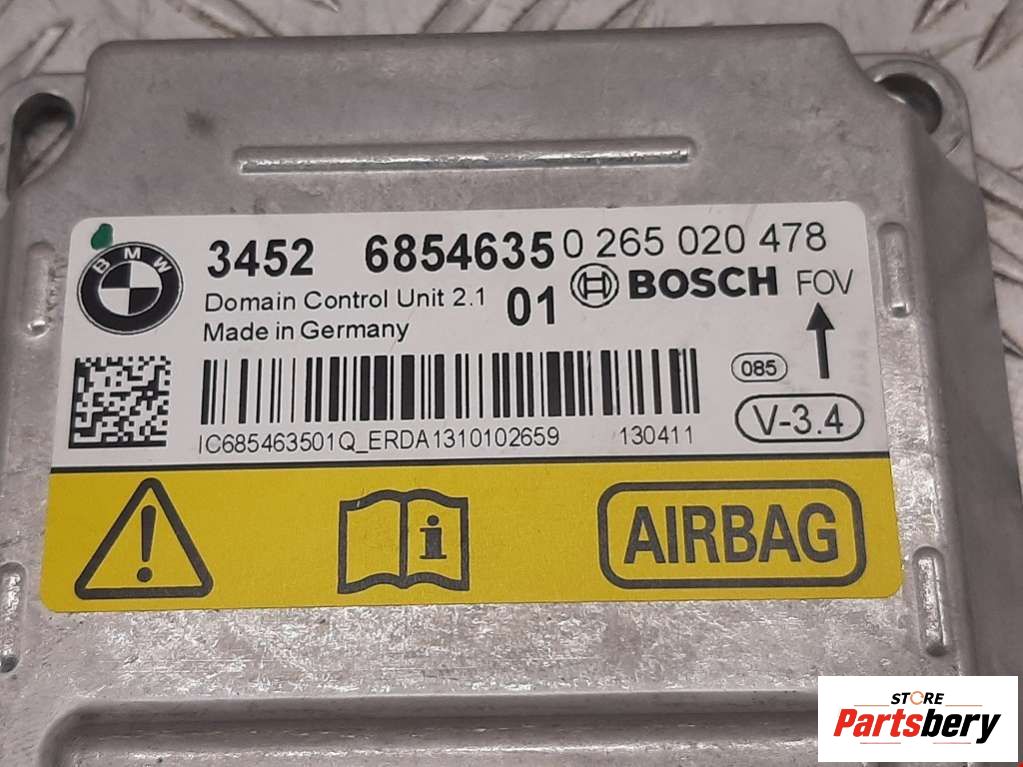 BMW
3452 6854635 0 265 020 478
Domain Control Unit 2.1 01 BOSCH FOV
Made in Germany
085
V-3.4
IC685463501Q_ERDA1310102659 130411
i
AIRBAG
STORE
Partsbery